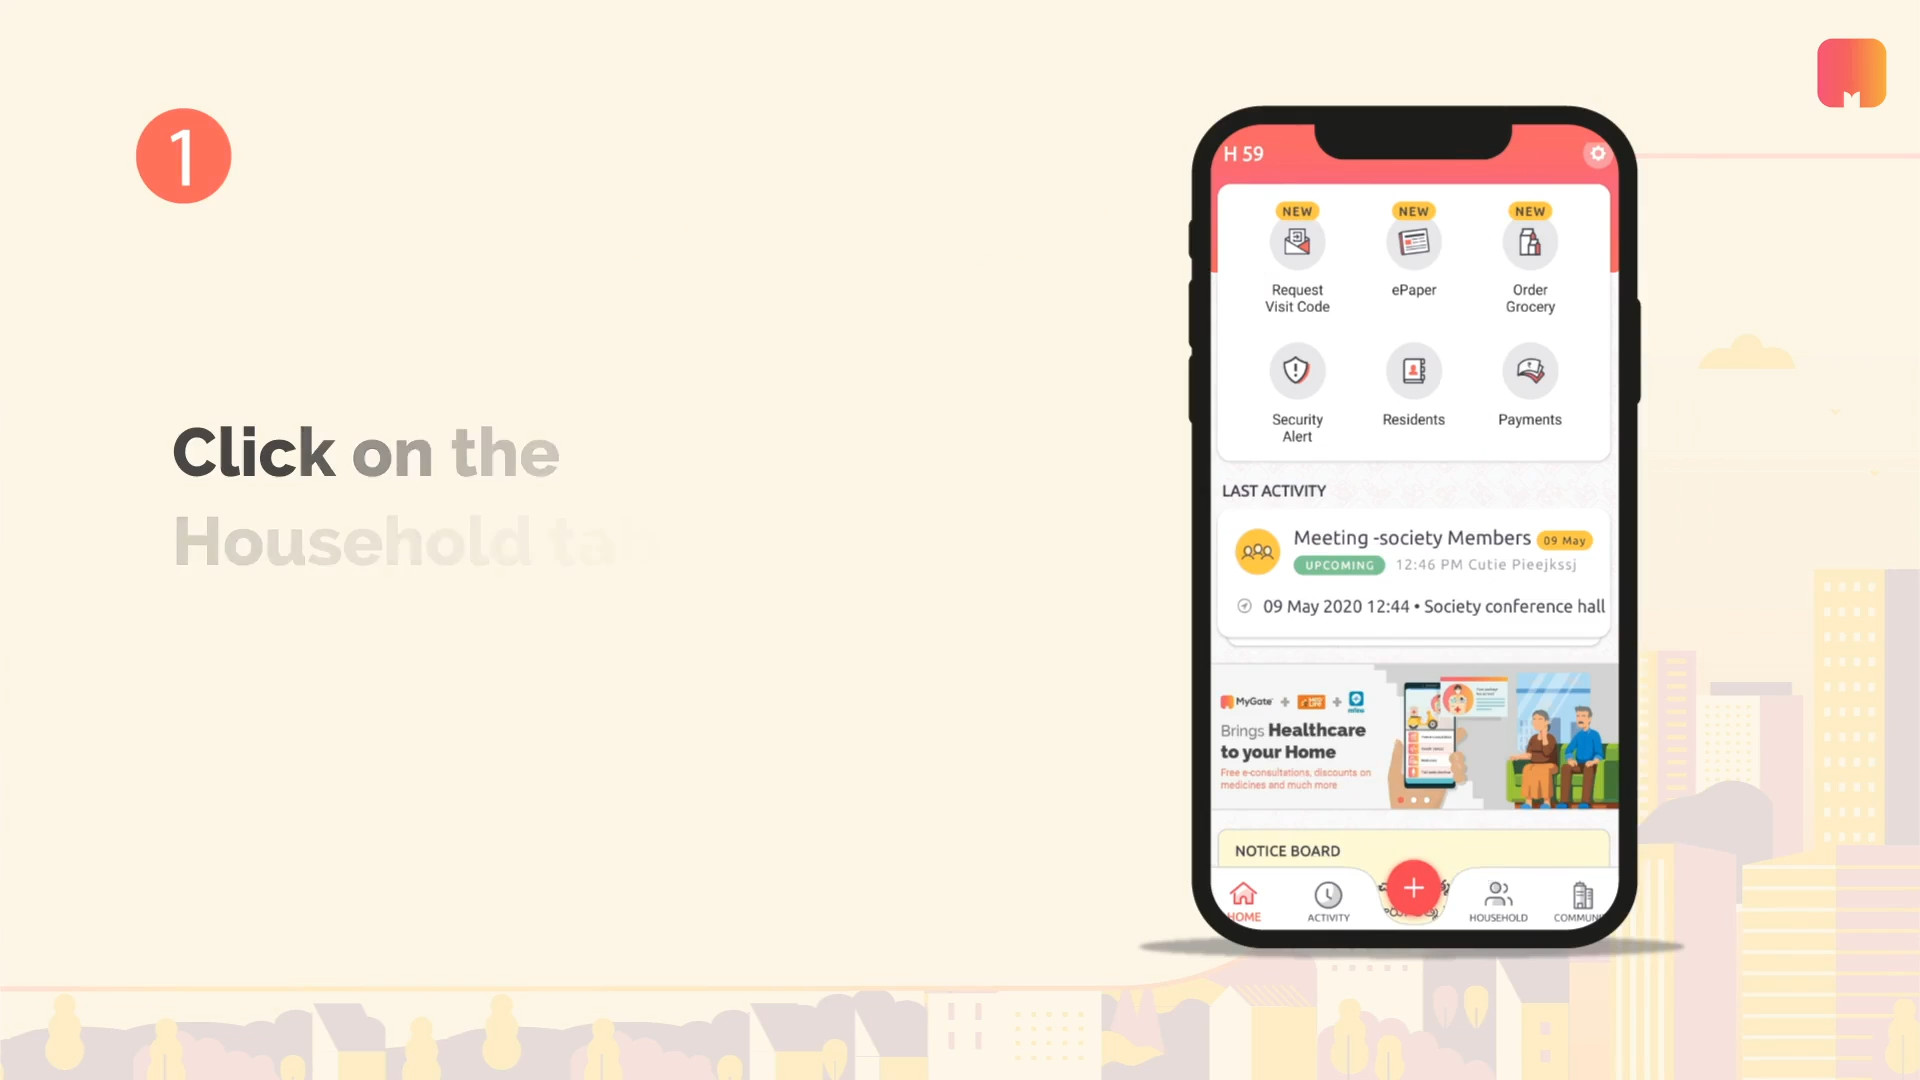 1
Click on the
Household tab
H 59
NEW
NEW
NEW
Request
Visit Code
ePaper
Order
Grocery
Security
Alert
Residents
Payments
LAST ACTIVITY
Meeting -society Members 09 May
UPCOMING 12:46 PM Cutie Pieejkssj
09 May 2020 12:44 • Society conference hall
MyGate + +
Brings Healthcare
to your Home
Free e-consultations, discounts on
medicines and much more
NOTICE BOARD
HOME
ACTIVITY
+
HOUSEHOLD
COMMUN